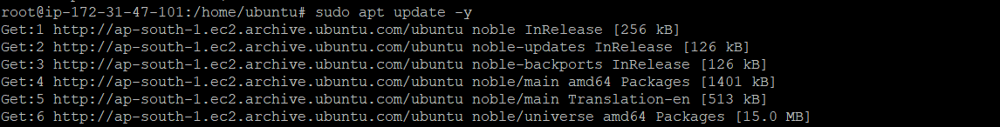 root@ip-172-31-47-101:/home/ubuntu# sudo apt update -y
Get:1 http://ap-south-1.ec2.archive.ubuntu.com/ubuntu noble InRelease [256 kB]
Get:2 http://ap-south-1.ec2.archive.ubuntu.com/ubuntu noble-updates InRelease [126 kB]
Get:3 http://ap-south-1.ec2.archive.ubuntu.com/ubuntu noble-backports InRelease [126 kB]
Get:4 http://ap-south-1.ec2.archive.ubuntu.com/ubuntu noble/main amd64 Packages [1401 kB]
Get:5 http://ap-south-1.ec2.archive.ubuntu.com/ubuntu noble/main Translation-en [513 kB]
Get:6 http://ap-south-1.ec2.archive.ubuntu.com/ubuntu noble/universe amd64 Packages [15.0 MB]